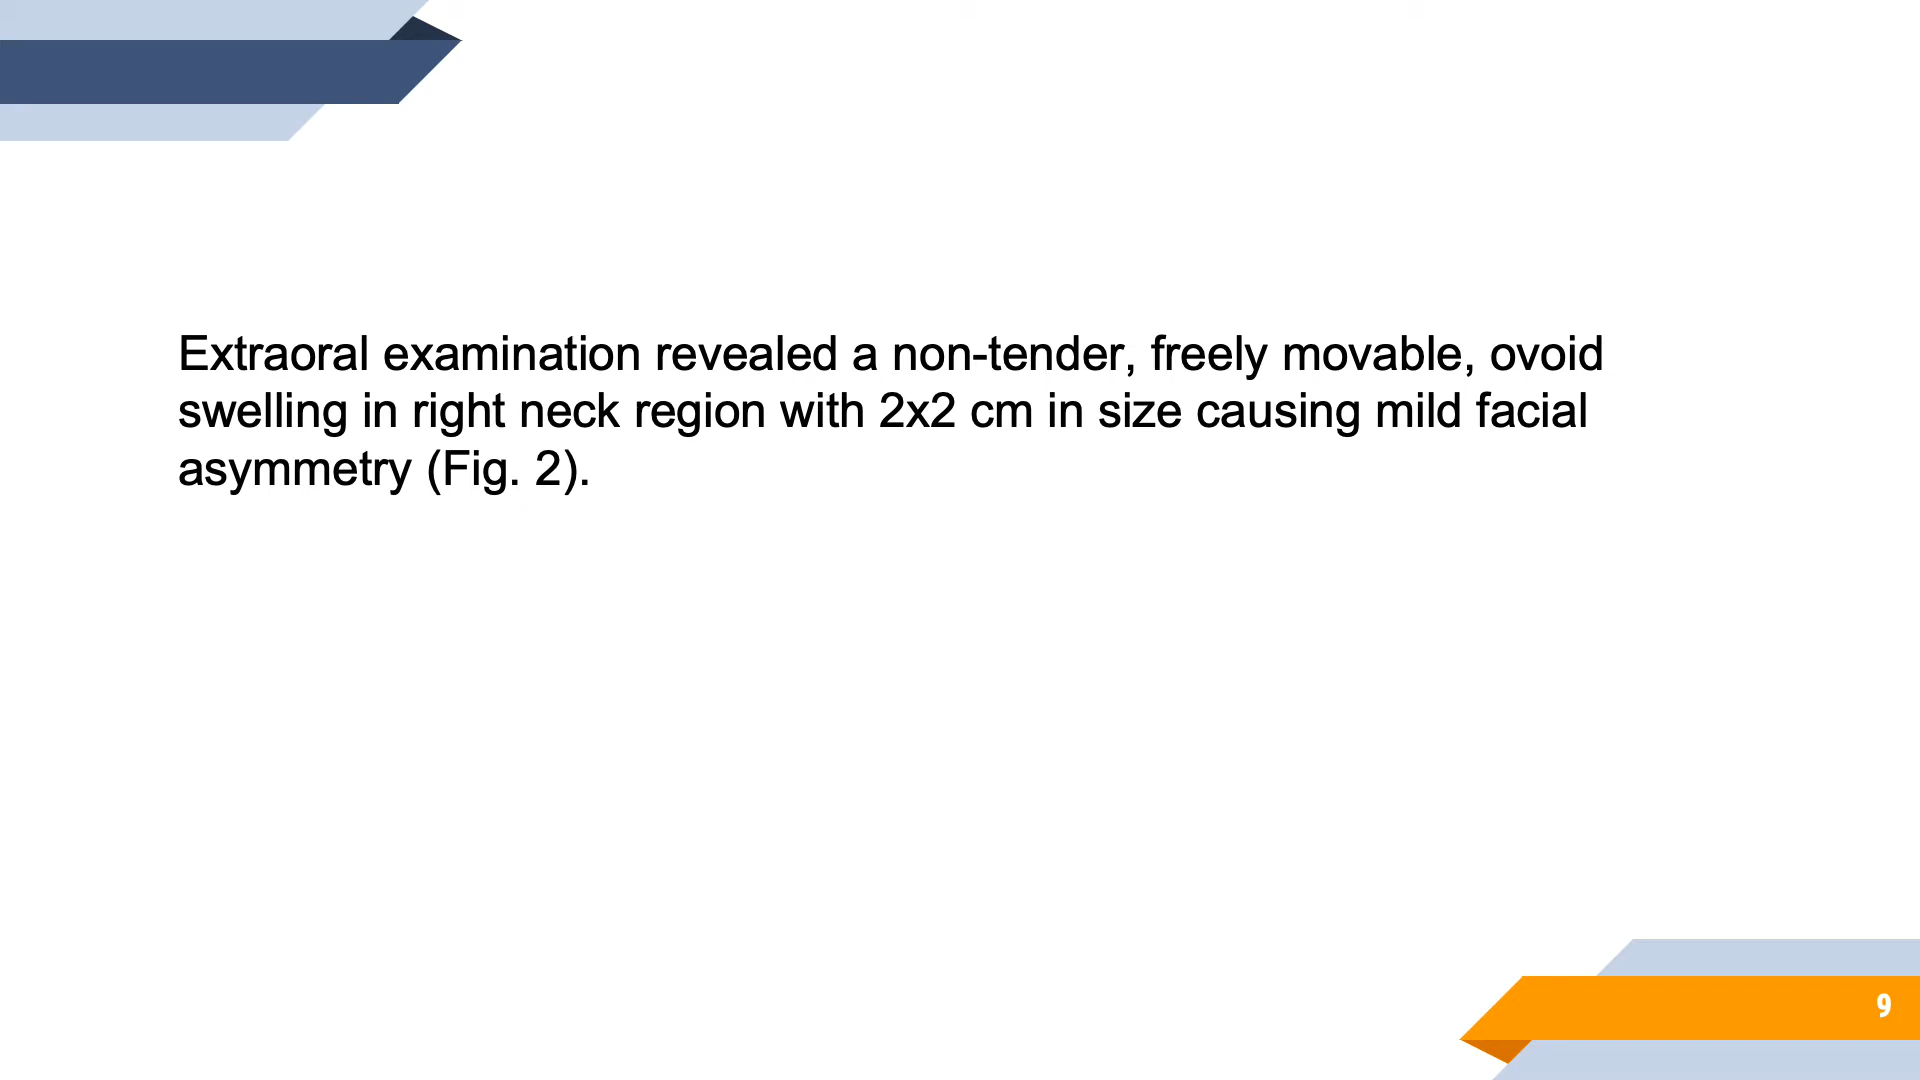 Extraoral examination revealed a non-tender, freely movable, ovoid
swelling in right neck region with 2x2 cm in size causing mild facial
asymmetry (Fig. 2).
9